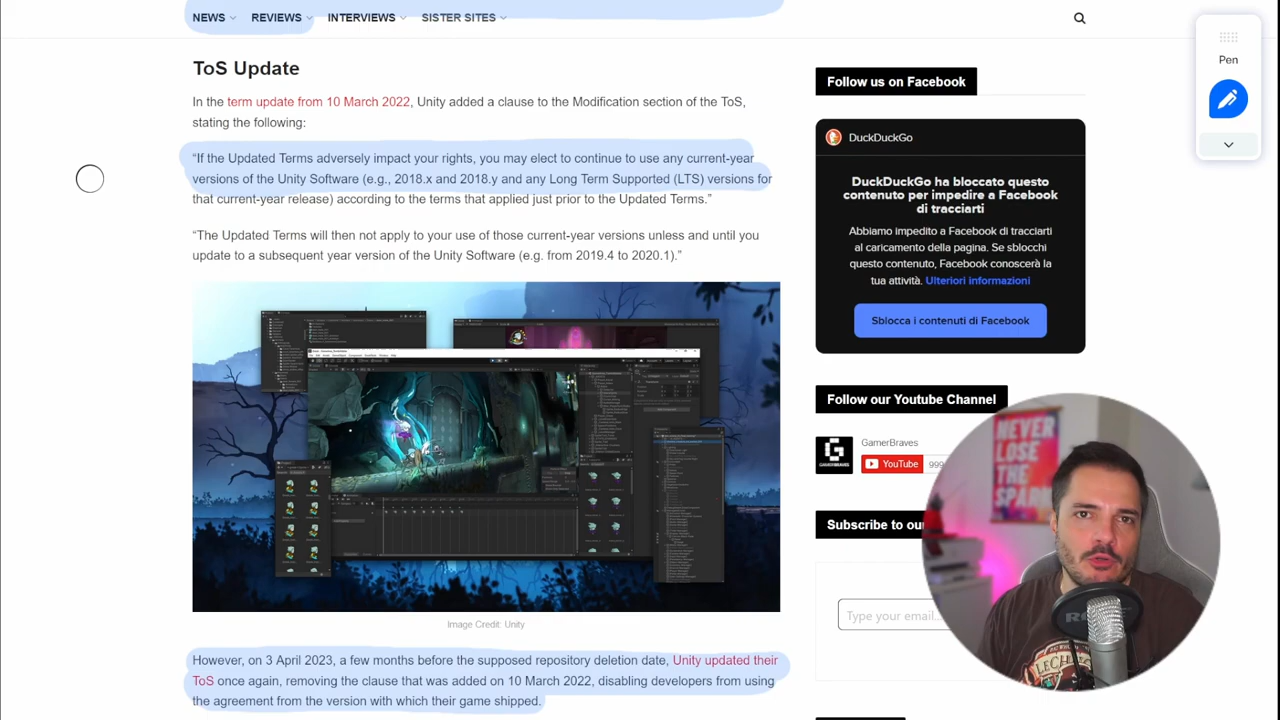 NEWS REVIEWS INTERVIEWS SISTER SITES
Pen
ToS Update
In the term update from 10 March 2022, Unity added a clause to the Modification section of the ToS,
stating the following:
“If the Updated Terms adversely impact your rights, you may elect to continue to use any current-year
versions of the Unity Software (e.g., 2018.x and 2018.y and any Long Term Supported (LTS) versions for
that current-year release) according to the terms that applied just prior to the Updated Terms.”
“The Updated Terms will then not apply to your use of those current-year versions unless and until you
update to a subsequent year version of the Unity Software (e.g. from 2019.4 to 2020.1).”
Image Credit: Unity
However, on 3 April 2023, a few months before the supposed repository deletion date, Unity updated their
ToS once again, removing the clause that was added on 10 March 2022, disabling developers from using
the agreement from the version with which their game shipped.
Follow us on Facebook
DuckDuckGo
DuckDuckGo ha bloccato questo
contenuto per impedire a Facebook
di tracciarti
Abbiamo impedito a Facebook di tracciarti
al caricamento della pagina. Se sblocchi
questo contenuto, Facebook conoscerà la
tua attività. Ulteriori informazioni
Sblocca i contenuti di Facebook
Follow our Youtube Channel
GAMERBRAVES
GamerBraves
YouTube 999
Subscribe to our
Type your email...
NEVER
LOSE
THE
SPARK